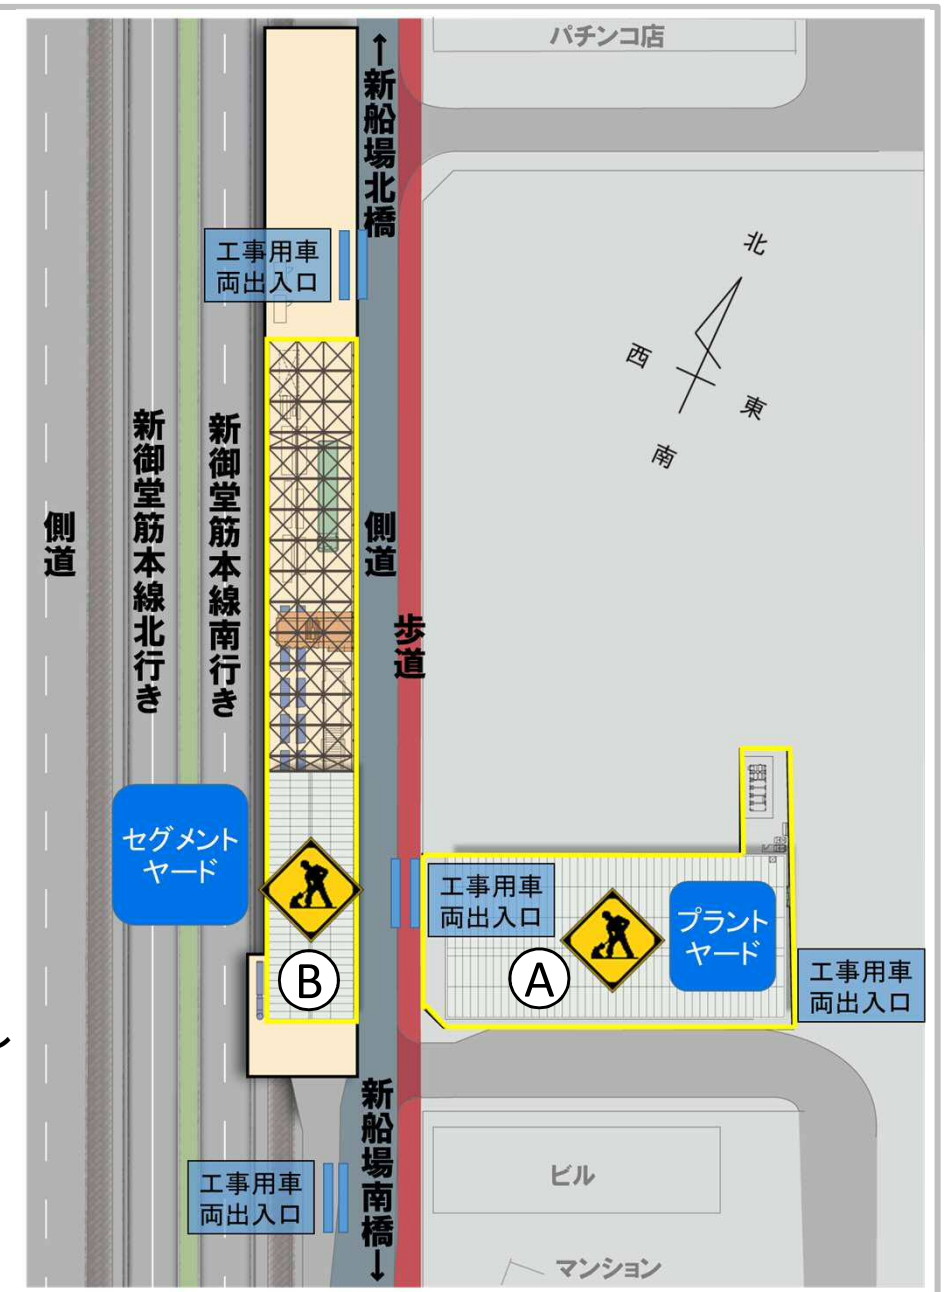 パチンコ店
↑新船場北橋
工事用車
両出入口
北
西
東
南
側道
新御堂筋本線北行き
新御堂筋本線南行き
側道
歩道
セグメント
ヤード
工事用車
両出入口
プラント
ヤード
B
A
工事用車
両出入口
し
新船場南橋↓
工事用車
両出入口
ビル
マンション